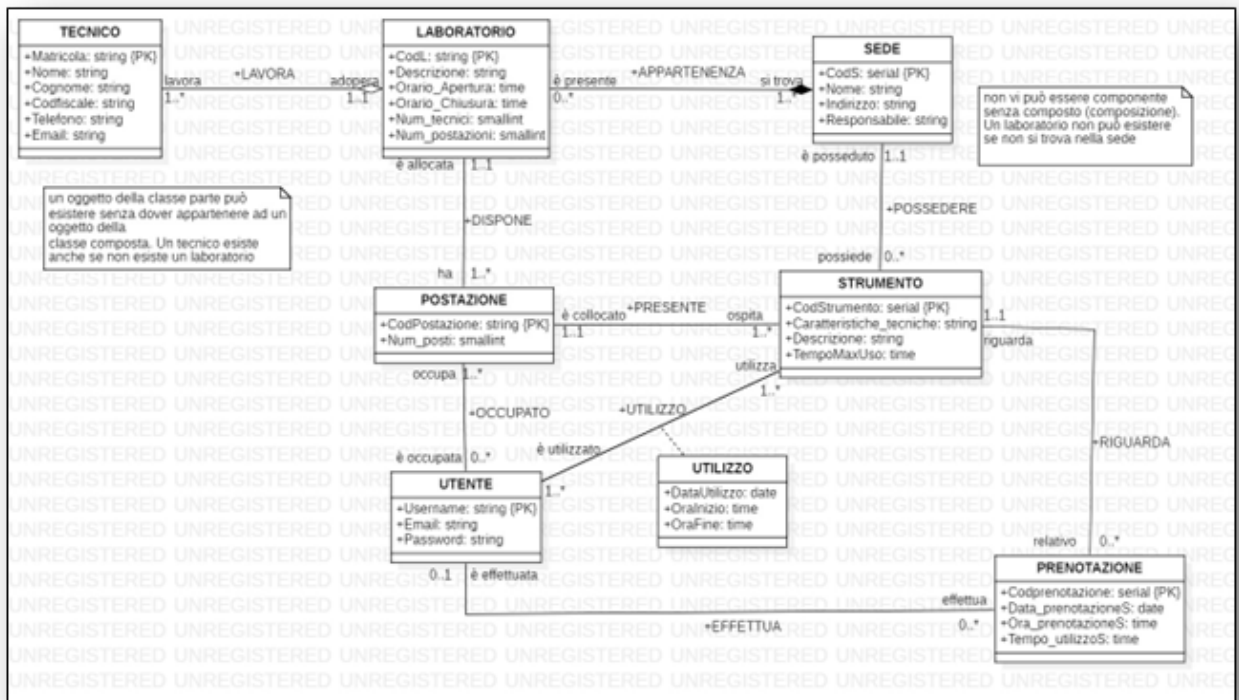 TECNICO
+Matricola: string {PK}
+Nome: string
+Cognome: string
+Codfiscale: string
+Telefono: string
+Email: string
lavora
1..*
+LAVORA
adopera
1..1
LABORATORIO
+CodL: string {PK}
+Descrizione: string
+Orario_Apertura: time
+Orario_Chiusura: time
+Num_tecnici: smallint
+Num_postazioni: smallint
è presente
0..*
+APPARTENENZA
si trova
1..*
SEDE
+CodS: serial {PK}
+Nome: string
+Indirizzo: string
+Responsabile: string
non vi può essere componente
senza composto (composizione).
Un laboratorio non può esistere
se non si trova nella sede
un oggetto della classe parte può
esistere senza dover appartenere ad un
oggetto della
classe composta. Un tecnico esiste
anche se non esiste un laboratorio
è allocata 1..1
+DISPONE
ha 1..*
è posseduto 1..1
+POSSEDERE
possiede 0..*
POSTAZIONE
+CodPostazione: string {PK}
+Num_posti: smallint
è collocato
1..1
+PRESENTE
ospita
1..*
STRUMENTO
+CodStrumento: serial {PK}
+Caratteristiche_tecniche: string
+Descrizione: string
+TempoMaxUso: time
1..1
riguarda
occupa 1..*
+OCCUPATO
è occupata 0..*
utilizza
1..*
+UTILIZZO
è utilizzato
1..*
UTILIZZO
+DataUtilizzo: date
+OraInizio: time
+OraFine: time
+RIGUARDA
relativo 0..*
UTENTE
+Username: string {PK}
+Email: string
+Password: string
0..1 è effettuata
+EFFETTUA
effettua
0..*
PRENOTAZIONE
+Codprenotazione: serial {PK}
+Data_prenotazioneS: date
+Ora_prenotazioneS: time
+Tempo_utilizzoS: time